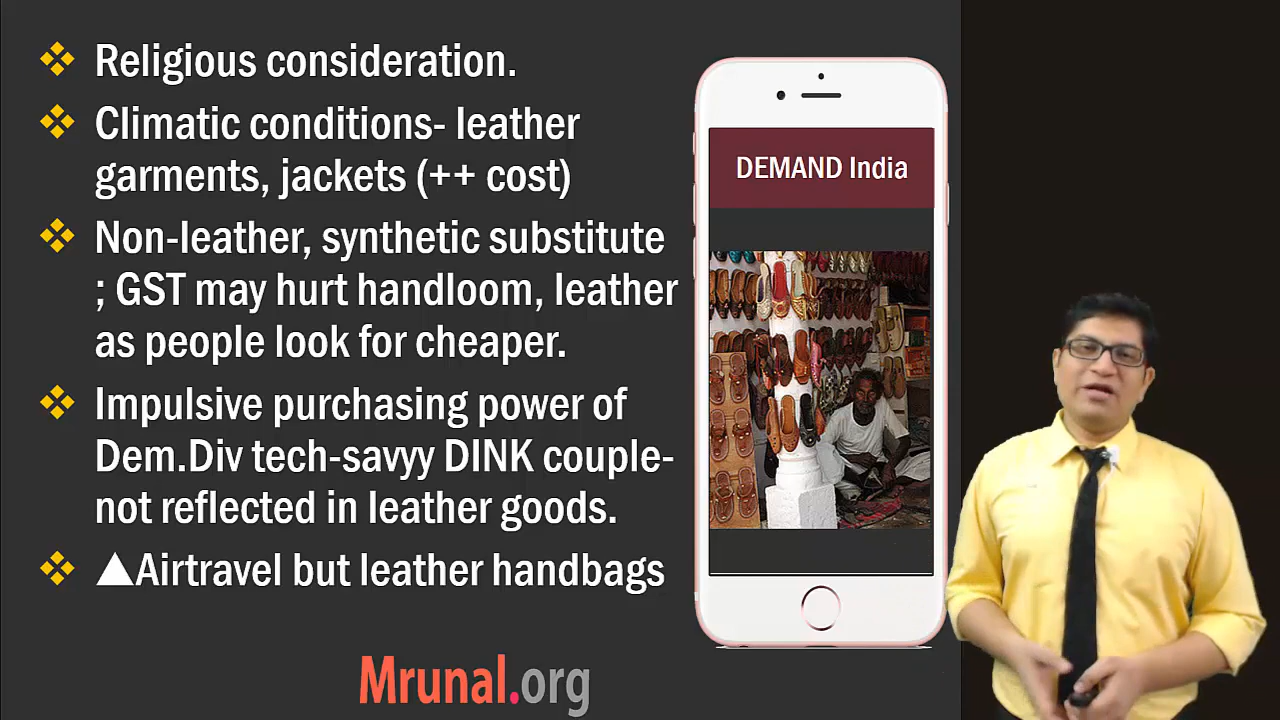 Religious consideration.
Climatic conditions- leather
garments, jackets (++ cost)
Non-leather, synthetic substitute
; GST may hurt handloom, leather
as people look for cheaper.
Impulsive purchasing power of
Dem.Div tech-savyy DINK couple-
not reflected in leather goods.
▲Airtravel but leather handbags
DEMAND India
Mrunal.org